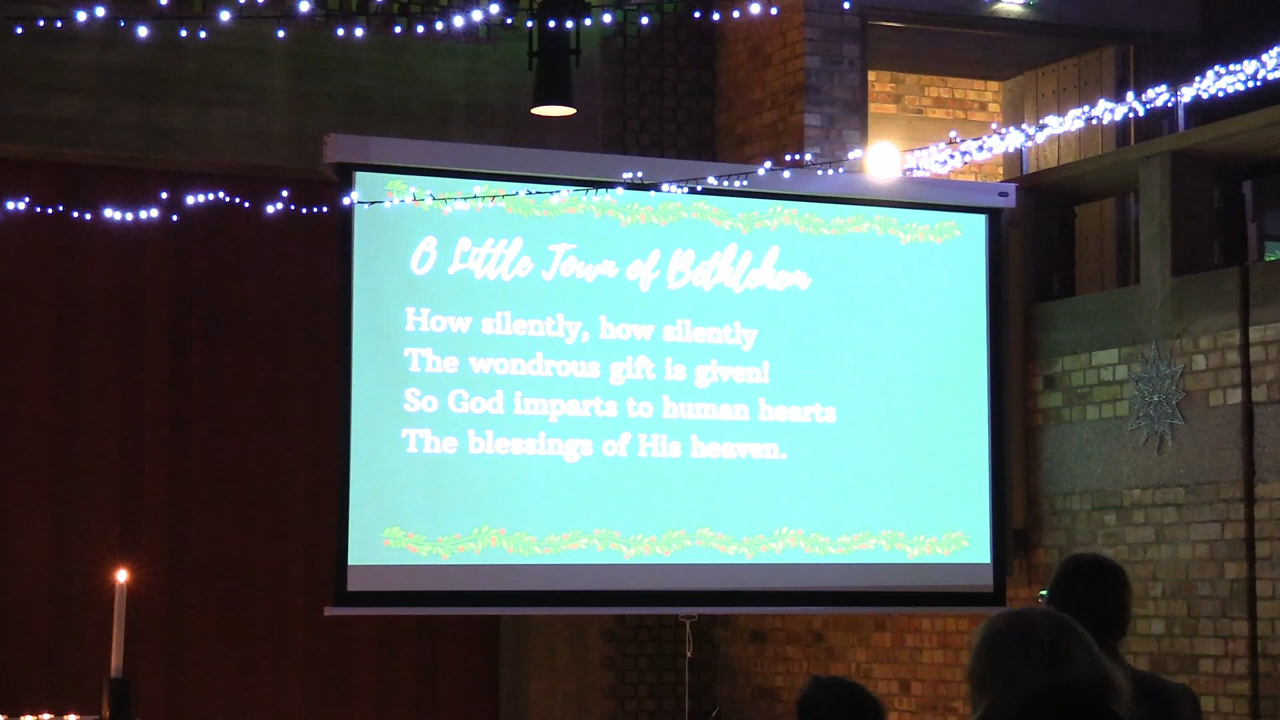 O Little Town of Bethlehem
How silently, how silently
The wondrous gift is given!
So God imparts to human hearts
The blessings of His heaven.